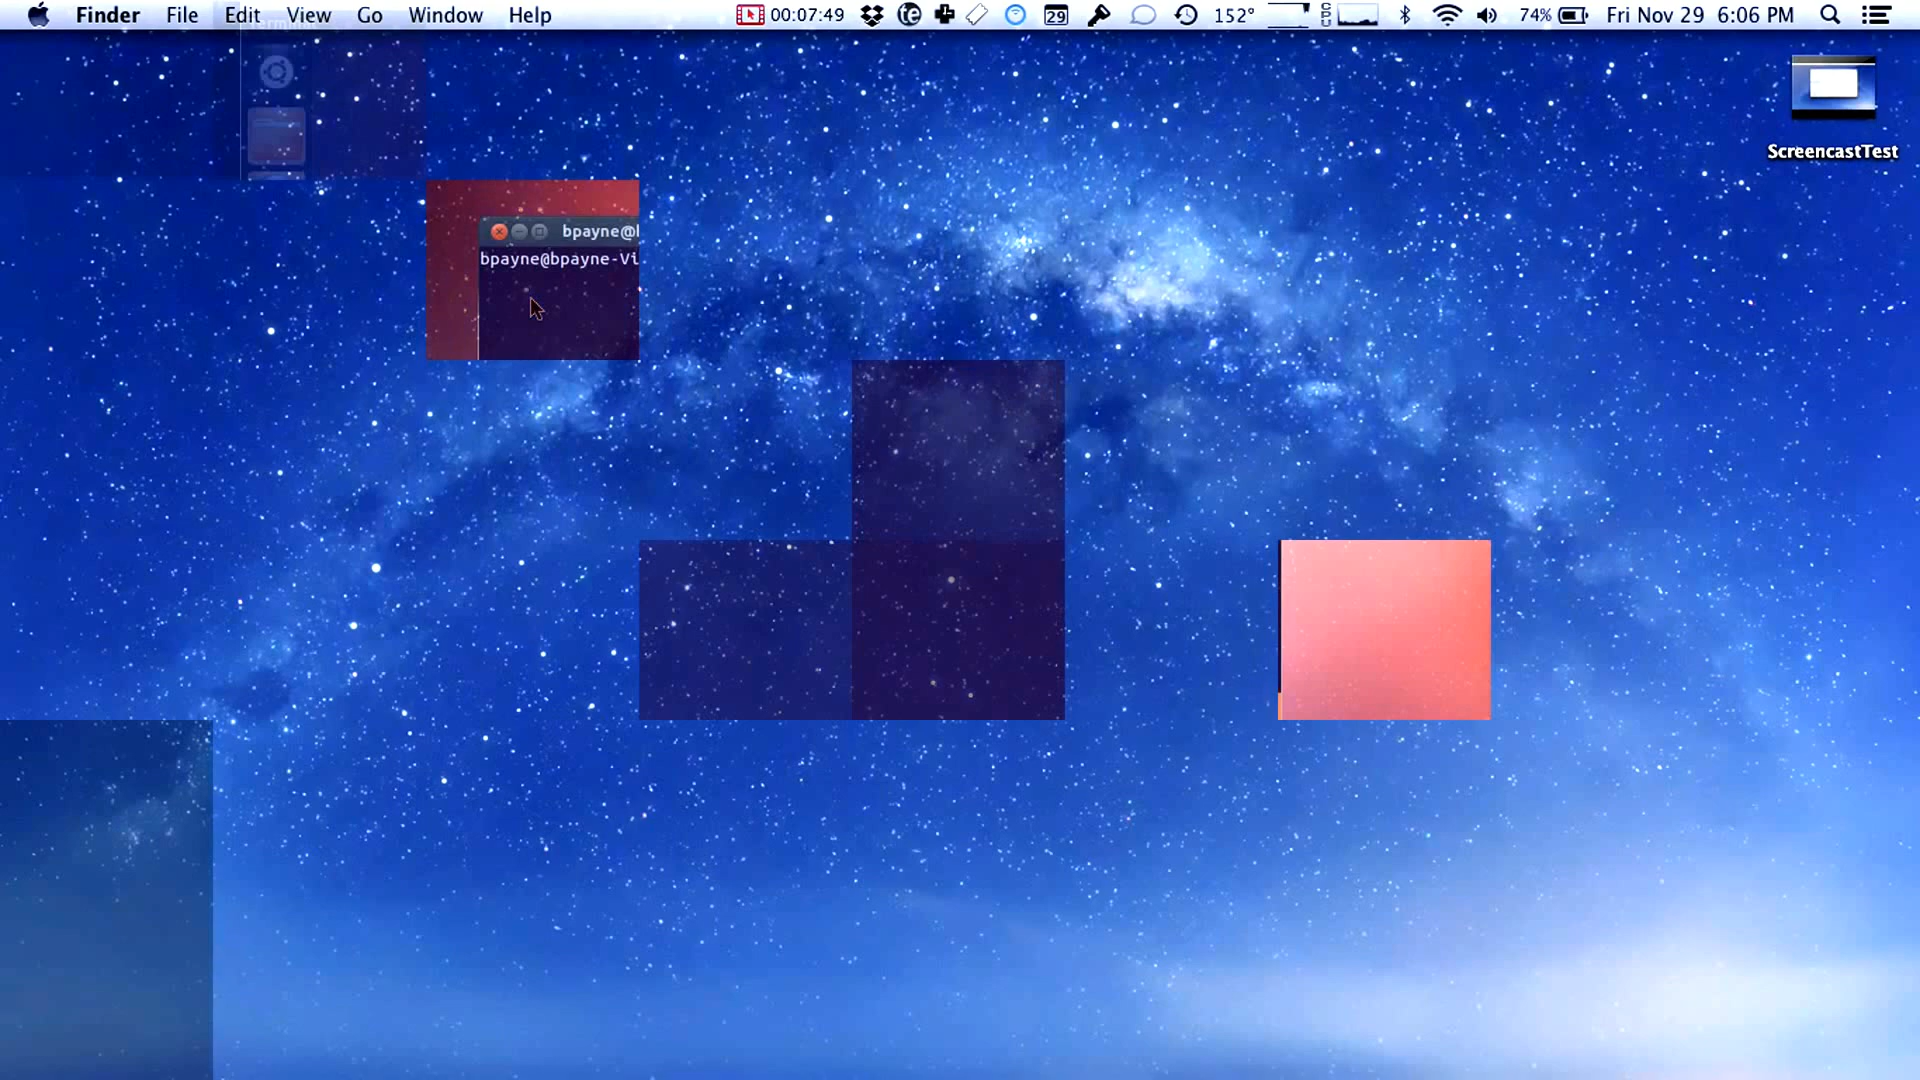 Finder File Edit View Go Window Help 00:07:49 29 152° CPU 74% Fri Nov 29 6:06 PM
ScreencastTest
bpayne@
bpayne@bpayne-Vi